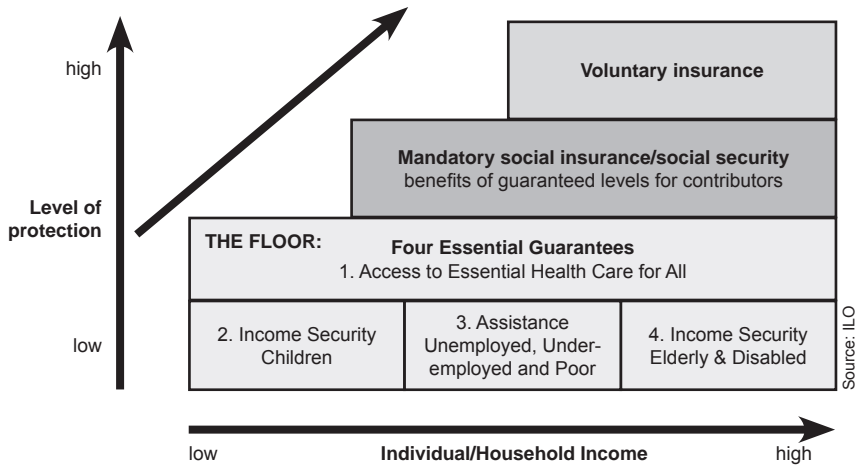 high
Voluntary insurance
Mandatory social insurance/social security
benefits of guaranteed levels for contributors
Level of
protection
THE FLOOR:
Four Essential Guarantees
1. Access to Essential Health Care for All
low
2. Income Security
Children
3. Assistance
Unemployed, Under-
employed and Poor
4. Income Security
Elderly & Disabled
Source: ILO
low
Individual/Household Income
high